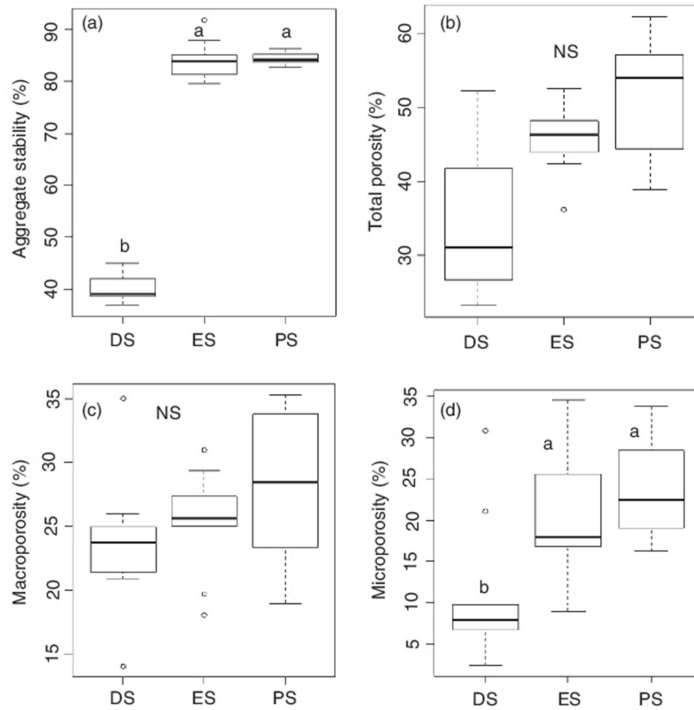 (a)
Aggregate stability (%)
90
80
70
60
50
40
a
a
b
DS
ES
PS
(b)
Total porosity (%)
60
50
40
30
NS
DS
ES
PS
(c)
Macroporosity (%)
35
30
25
20
15
NS
DS
ES
PS
(d)
Microporosity (%)
35
30
25
20
15
10
5
a
a
b
DS
ES
PS